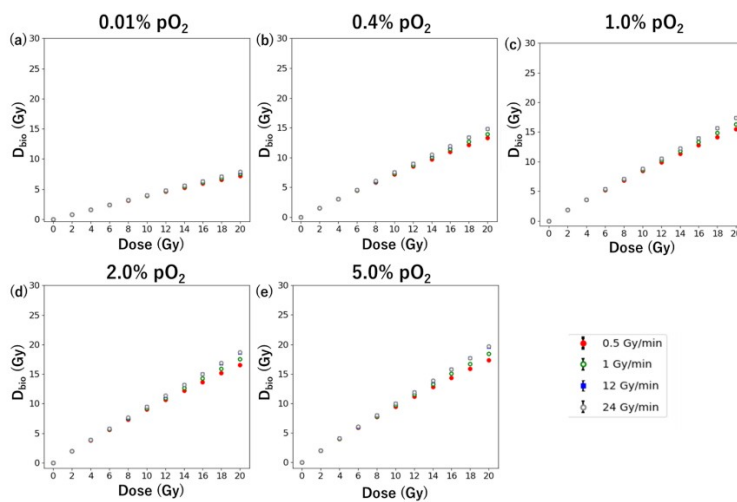 0.01% pO2
0.4% pO2
1.0% pO2
(a)
(b)
(c)
30
25
20
15
10
5
0
Dbio (Gy)
0 2 4 6 8 10 12 14 16 18 20
Dose (Gy)
30
25
20
15
10
5
0
Dbio (Gy)
0 2 4 6 8 10 12 14 16 18 20
Dose (Gy)
30
25
20
15
10
5
0
Dbio (Gy)
0 2 4 6 8 10 12 14 16 18 20
Dose (Gy)
2.0% pO2
5.0% pO2
(d)
(e)
30
25
20
15
10
5
0
Dbio (Gy)
0 2 4 6 8 10 12 14 16 18 20
Dose (Gy)
30
25
20
15
10
5
0
Dbio (Gy)
0 2 4 6 8 10 12 14 16 18 20
Dose (Gy)
0.5 Gy/min
1 Gy/min
12 Gy/min
24 Gy/min